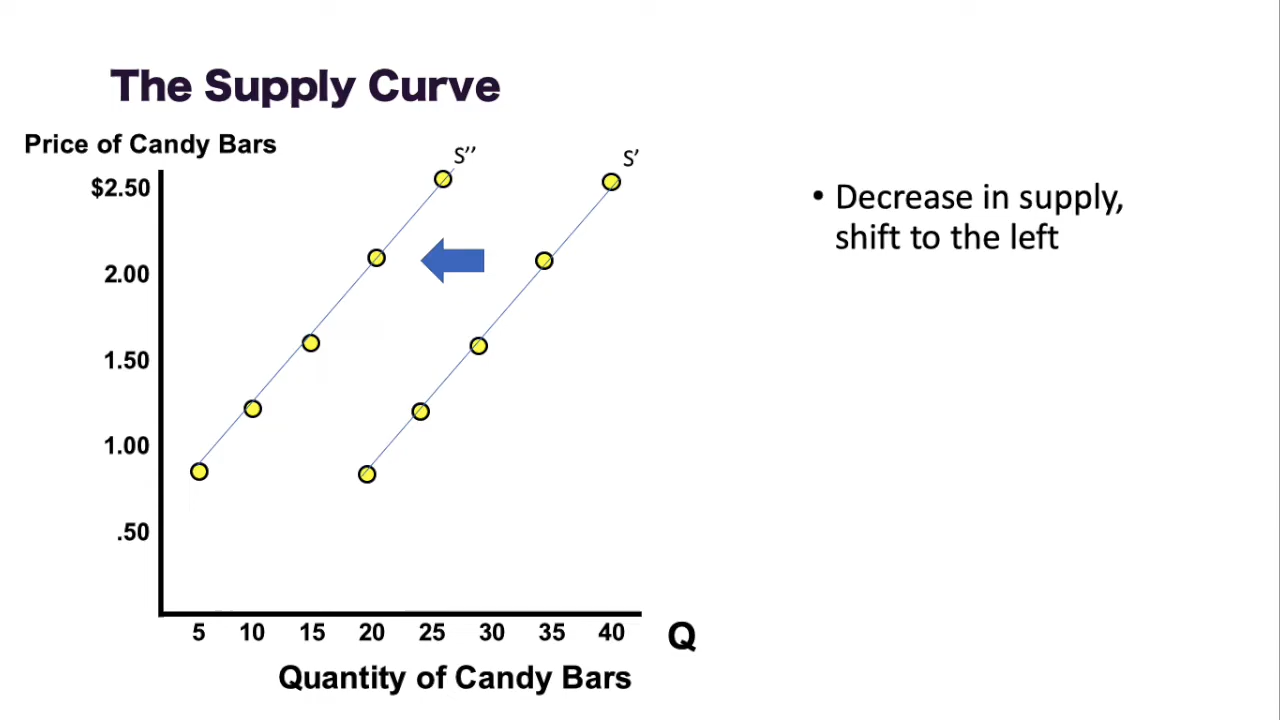 The Supply Curve
Price of Candy Bars
S’’
S’
$2.50
2.00
1.50
1.00
.50
5 10 15 20 25 30 35 40
Q
Quantity of Candy Bars
• Decrease in supply,
shift to the left